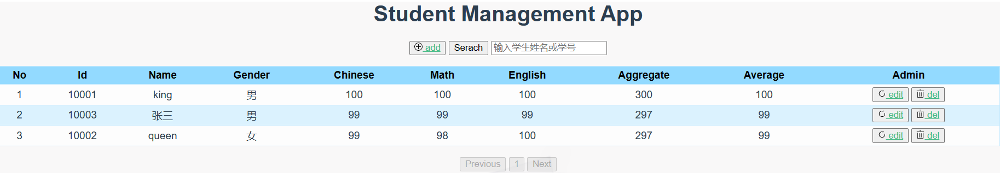 Student Management App
add Serach 输入学生姓名或学号
No Id Name Gender Chinese Math English Aggregate Average Admin
1 10001 king 男 100 100 100 300 100 edit del
2 10003 张三 男 99 99 99 297 99 edit del
3 10002 queen 女 99 98 100 297 99 edit del
Previous 1 Next